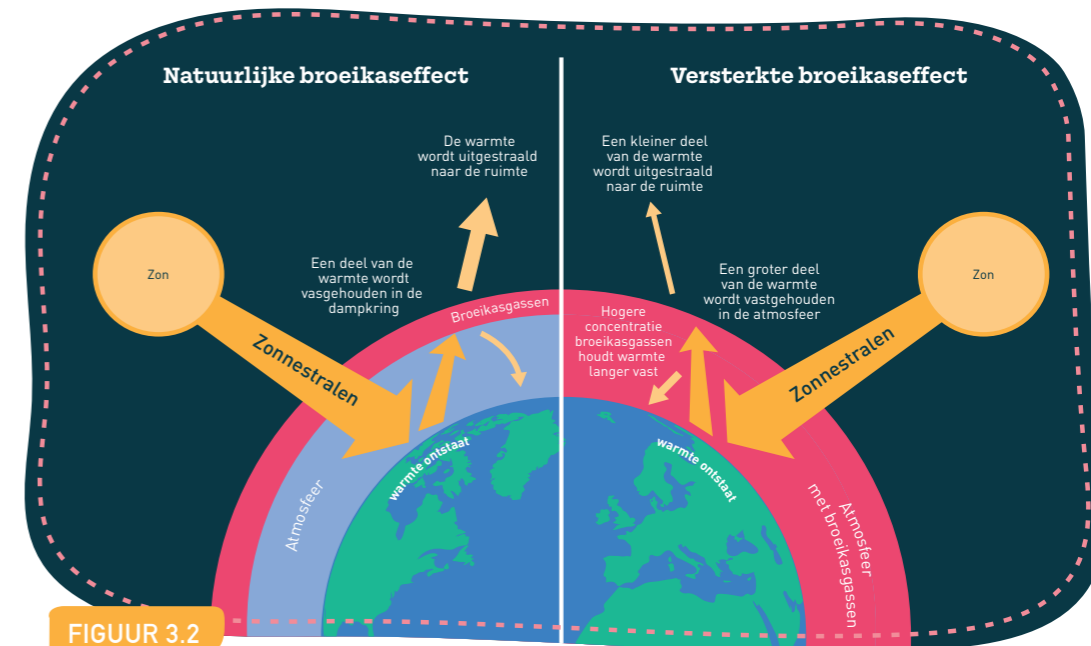 Natuurlijke broeikaseffect
De warmte
wordt uitgestraald
naar de ruimte
Zon
Een deel van de
warmte wordt
vasgehouden in de
dampkring
Broeikasgassen
Zonnestralen
warmte ontstaat
Atmosfeer
Versterkte broeikaseffect
Een kleiner deel
van de warmte
wordt uitgestraald
naar de ruimte
Zon
Een groter deel
van de warmte
wordt vastgehouden
in de atmosfeer
Hogere
concentratie
broeikasgassen
houdt warmte
langer vast
Zonnestralen
warmte ontstaat
Atmosfeer
met broeikasgassen
FIGUUR 3.2